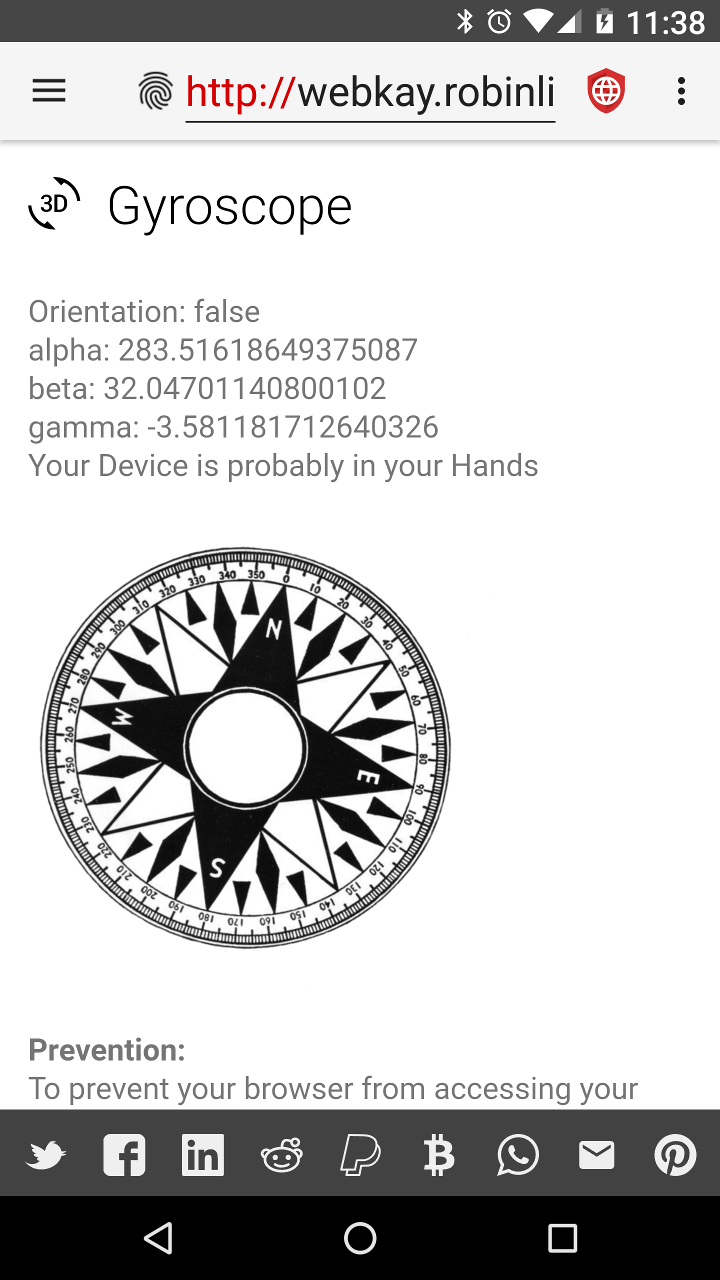 11:38
http://webkay.robinli
3D Gyroscope
Orientation: false
alpha: 283.51618649375087
beta: 32.04701140800102
gamma: -3.581181712640326
Your Device is probably in your Hands
0 10 20 30 40 50 60 70 80 90 100 110 120 130 140 150 160 170 180 190 200 210 220 230 240 250 260 270 280 290 300 310 320 330 340 350
N
W
E
S
Prevention:
To prevent your browser from accessing your